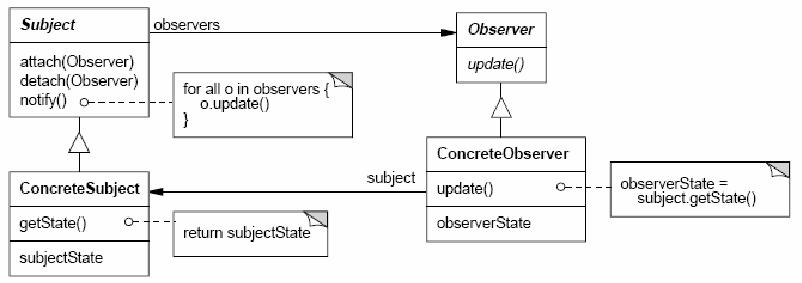 Subject
observers
Observer
attach(Observer)
detach(Observer)
notify()
for all o in observers {
o.update()
}
update()
ConcreteSubject
getState()
subjectState
return subjectState
subject
ConcreteObserver
update()
observerState
observerState =
subject.getState()